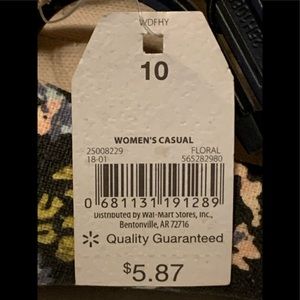 WDFHY
10
WOMEN'S CASUAL
25008229 FLORAL
18-01 565282980
0 681131 191289
Distributed by Wal-Mart Stores, Inc.,
Bentonville, AR 72716
Quality Guaranteed
$5.87